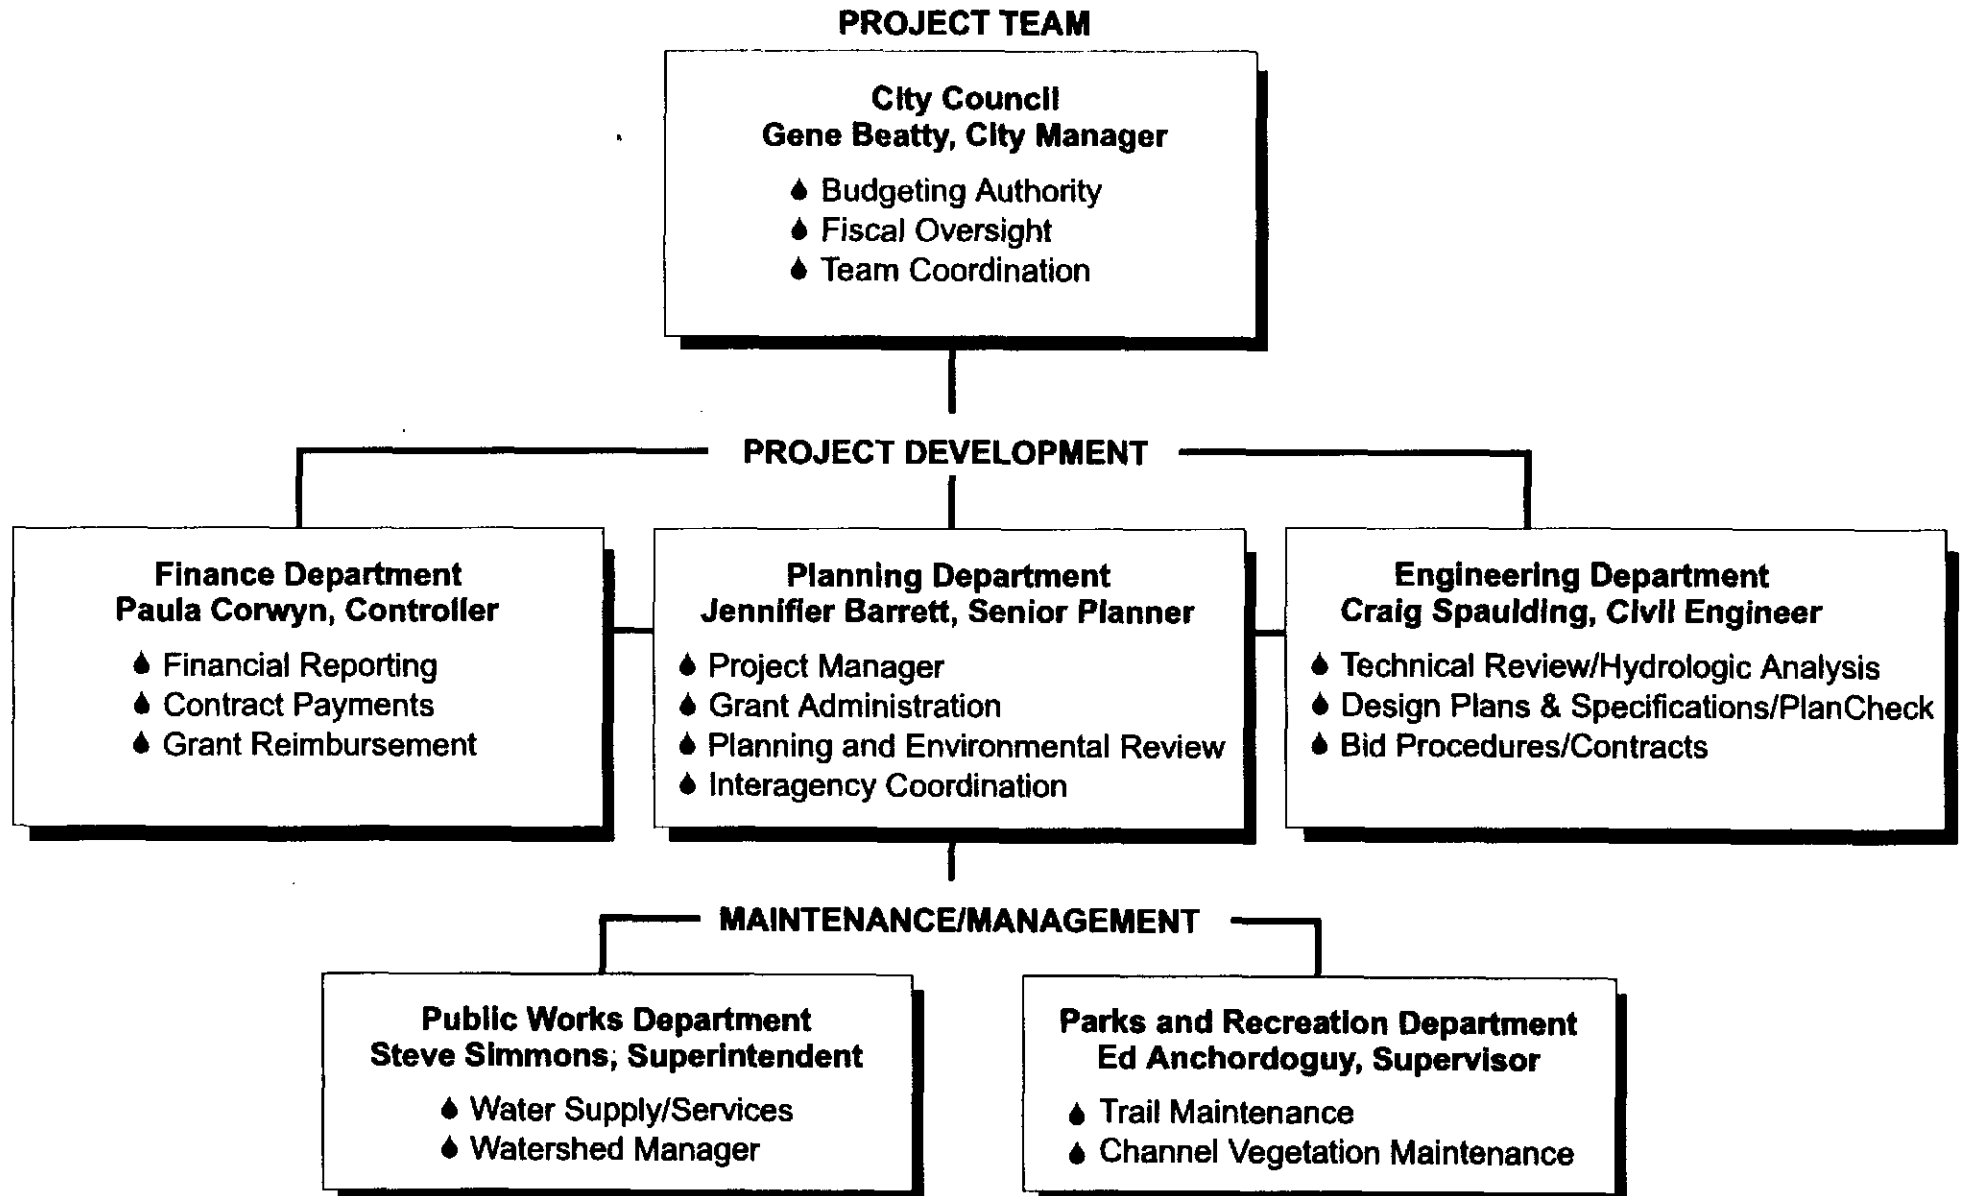 PROJECT TEAM
City Council
Gene Beatty, City Manager
Budgeting Authority
Fiscal Oversight
Team Coordination
PROJECT DEVELOPMENT
Finance Department
Paula Corwyn, Controller
Financial Reporting
Contract Payments
Grant Reimbursement
Planning Department
Jennifier Barrett, Senior Planner
Project Manager
Grant Administration
Planning and Environmental Review
Interagency Coordination
Engineering Department
Craig Spaulding, Civil Engineer
Technical Review/Hydrologic Analysis
Design Plans & Specifications/PlanCheck
Bid Procedures/Contracts
MAINTENANCE/MANAGEMENT
Public Works Department
Steve Simmons, Superintendent
Water Supply/Services
Watershed Manager
Parks and Recreation Department
Ed Anchordoguy, Supervisor
Trail Maintenance
Channel Vegetation Maintenance